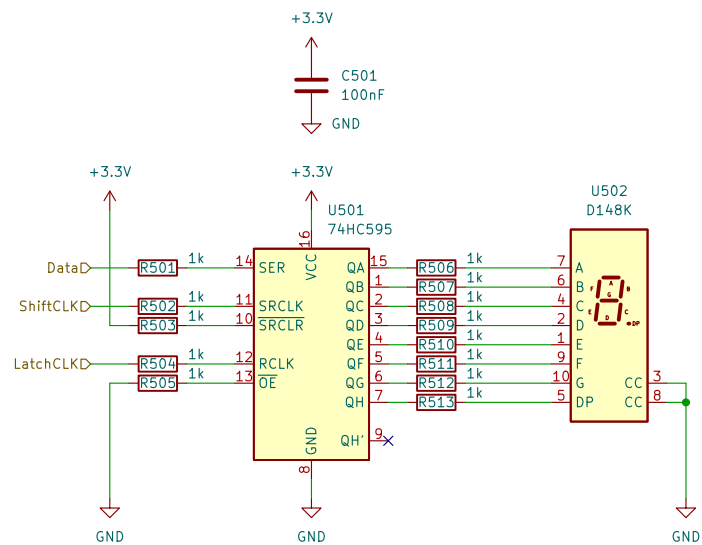 +3.3V
C501
100nF
GND
+3.3V
+3.3V
U501
74HC595
U502
D148K
16
VCC
Data
R501
1k
14
SER
QA
15
R506
1k
7
A
QB
1
R507
1k
6
B
ShiftCLK
R502
1k
11
SRCLK
QC
2
R508
1k
4
C
R503
1k
10
SRCLR
QD
3
R509
1k
2
D
QE
4
R510
1k
1
E
LatchCLK
R504
1k
12
RCLK
QF
5
R511
1k
9
F
R505
1k
13
OE
QG
6
R512
1k
10
G
CC
3
QH
7
R513
1k
5
DP
CC
8
A
F
B
G
E
C
D
DP
GND
8
QH'
9
GND
GND
GND